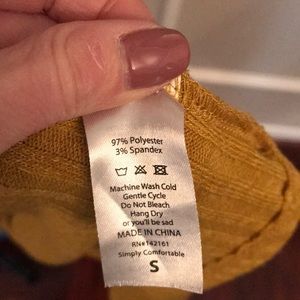 97% Polyester
3% Spandex
Machine Wash Cold
Gentle Cycle
Do Not Bleach
Hang Dry
or you'll be sad
MADE IN CHINA
RN#142161
Simply Comfortable
S